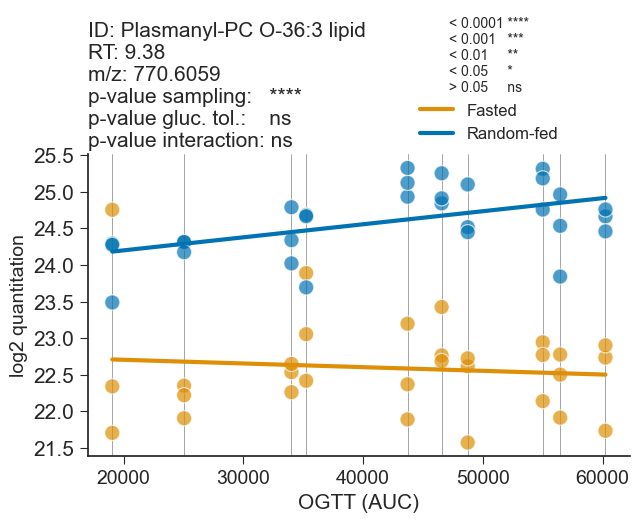 ID: Plasmanyl-PC O-36:3 lipid
RT: 9.38
m/z: 770.6059
p-value sampling: ****
p-value gluc. tol.: ns
p-value interaction: ns
< 0.0001 ****
< 0.001 ***
< 0.01 **
< 0.05 *
> 0.05 ns
Fasted
Random-fed
25.5
25.0
24.5
24.0
23.5
23.0
22.5
22.0
21.5
log2 quantitation
20000 30000 40000 50000 60000
OGTT (AUC)